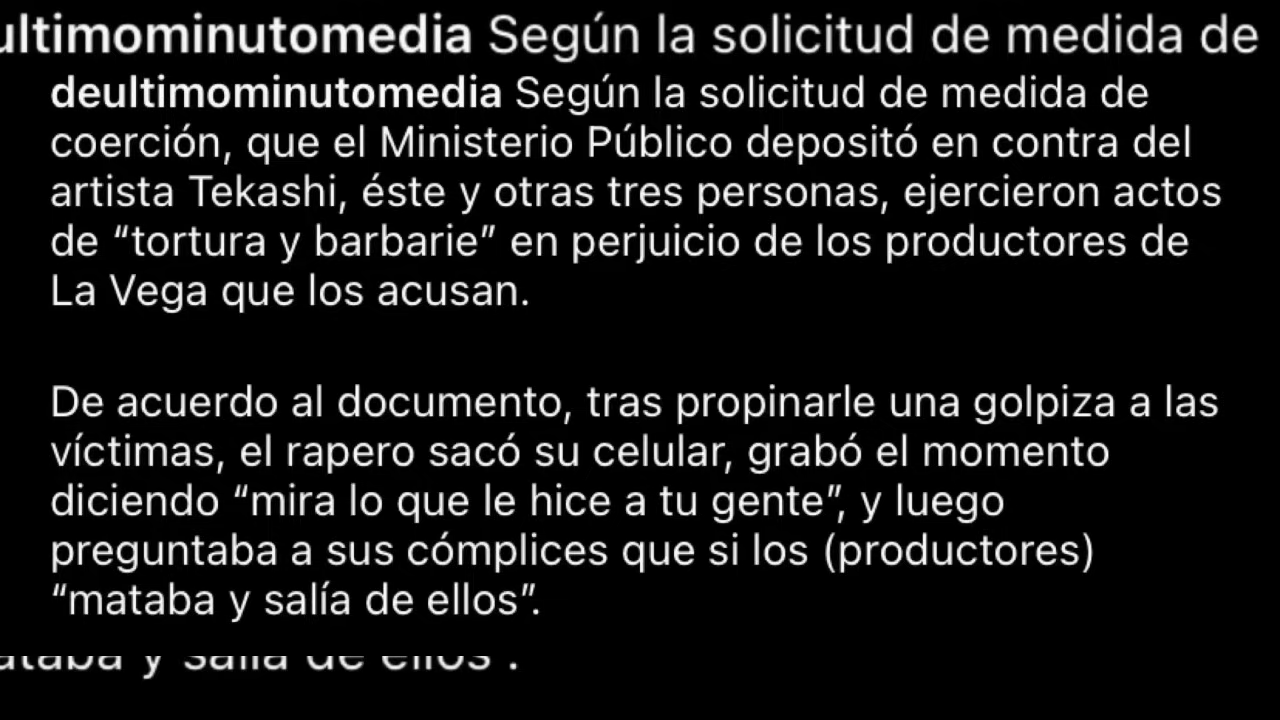 ultimominutomedia Según la solicitud de medida de
deultimominutomedia Según la solicitud de medida de
coerción, que el Ministerio Público depositó en contra del
artista Tekashi, éste y otras tres personas, ejercieron actos
de “tortura y barbarie” en perjuicio de los productores de
La Vega que los acusan.
De acuerdo al documento, tras propinarle una golpiza a las
víctimas, el rapero sacó su celular, grabó el momento
diciendo “mira lo que le hice a tu gente”, y luego
preguntaba a sus cómplices que si los (productores)
“mataba y salía de ellos”.
ataba y salía de ellos .